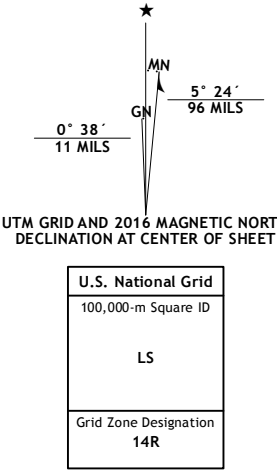 ★
MN
5° 24´
96 MILS
GN
0° 38´
11 MILS
UTM GRID AND 2016 MAGNETIC NORT
DECLINATION AT CENTER OF SHEET
U.S. National Grid
100,000-m Square ID
LS
Grid Zone Designation
14R